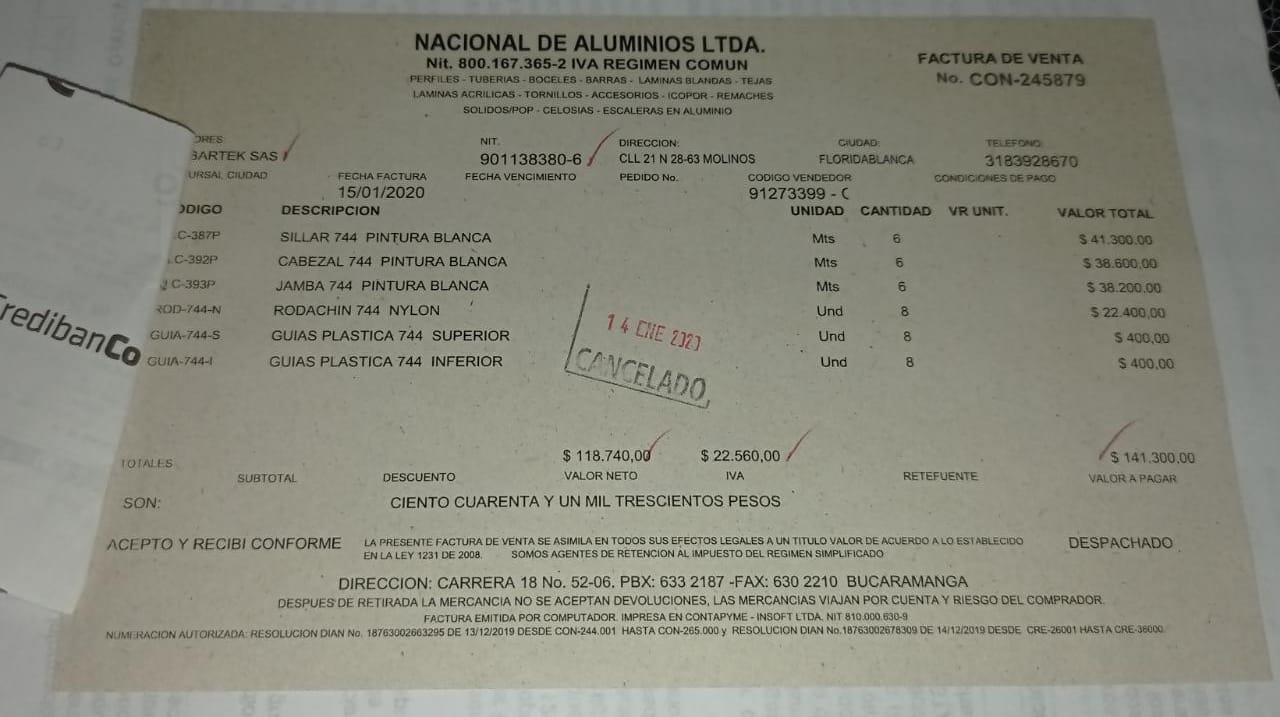 NACIONAL DE ALUMINIOS LTDA.
Nit. 800.167.365-2 IVA REGIMEN COMUN
PERFILES - TUBERIAS - BOCELES - BARRAS - LAMINAS BLANDAS - TEJAS
LAMINAS ACRILICAS - TORNILLOS - ACCESORIOS - ICOPOR - REMACHES
SOLIDOS/POP - CELOSIAS - ESCALERAS EN ALUMINIO
FACTURA DE VENTA
No. CON-245879
ORES NIT. DIRECCION: CIUDAD: TELEFONO:
BARTEK SAS 901138380-6 CLL 21 N 28-63 MOLINOS FLORIDABLANCA 3183928670
URSAL CIUDAD FECHA FACTURA FECHA VENCIMIENTO PEDIDO No. CODIGO VENDEDOR CONDICIONES DE PAGO
15/01/2020 91273399 - C
ODIGO DESCRIPCION UNIDAD CANTIDAD VR UNIT. VALOR TOTAL
C-387P SILLAR 744 PINTURA BLANCA Mts 6 $ 41.300,00
C-392P CABEZAL 744 PINTURA BLANCA Mts 6 $ 38.600,00
C-393P JAMBA 744 PINTURA BLANCA Mts 6 $ 38.200,00
ROD-744-N RODACHIN 744 NYLON Und 8 $ 22.400,00
GUIA-744-S GUIAS PLASTICA 744 SUPERIOR Und 8 $ 400,00
GUIA-744-I GUIAS PLASTICA 744 INFERIOR Und 8 $ 400,00
14 ENE 2020
CANCELADO
redibanCo
TOTALES $ 118.740,00 $ 22.560,00 $ 141.300,00
SUBTOTAL DESCUENTO VALOR NETO IVA RETEFUENTE VALOR A PAGAR
SON: CIENTO CUARENTA Y UN MIL TRESCIENTOS PESOS
ACEPTO Y RECIBI CONFORME LA PRESENTE FACTURA DE VENTA SE ASIMILA EN TODOS SUS EFECTOS LEGALES A UN TITULO VALOR DE ACUERDO A LO ESTABLECIDO DESPACHADO
EN LA LEY 1231 DE 2008. SOMOS AGENTES DE RETENCION AL IMPUESTO DEL REGIMEN SIMPLIFICADO
DIRECCION: CARRERA 18 No. 52-06. PBX: 633 2187 -FAX: 630 2210 BUCARAMANGA
DESPUES DE RETIRADA LA MERCANCIA NO SE ACEPTAN DEVOLUCIONES, LAS MERCANCIAS VIAJAN POR CUENTA Y RIESGO DEL COMPRADOR.
FACTURA EMITIDA POR COMPUTADOR. IMPRESA EN CONTAPYME - INSOFT LTDA. NIT 810.000.630-9
NUMERACION AUTORIZADA: RESOLUCION DIAN No. 18763002663295 DE 13/12/2019 DESDE CON-244.001 HASTA CON-265.000 y RESOLUCION DIAN No.18763002678309 DE 14/12/2019 DESDE CRE-26001 HASTA CRE-36000